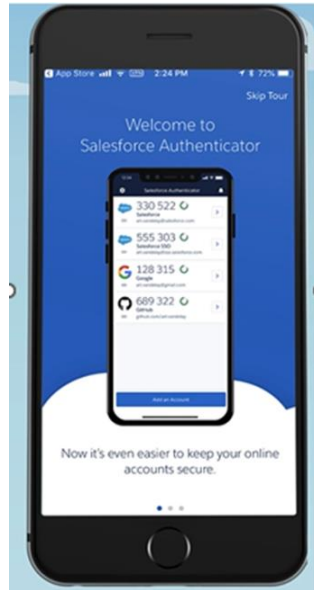 App Store 2:24 PM 72%
Skip Tour
Welcome to
Salesforce Authenticator
Salesforce Authenticator
330 522
Salesforce
555 303
Salesforce SSO
128 315
Google
689 322
GitHub
Add an Account
Now it's even easier to keep your online
accounts secure.